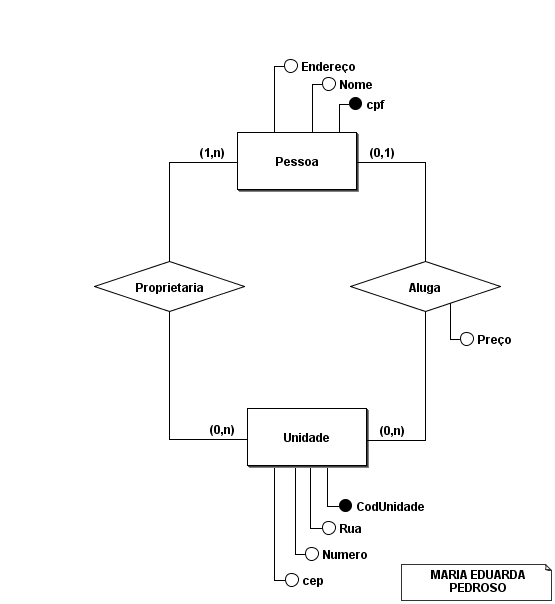 Endereço
Nome
cpf
(1,n)
(0,1)
Pessoa
Proprietaria
Aluga
Preço
(0,n)
(0,n)
Unidade
CodUnidade
Rua
Numero
cep
MARIA EDUARDA
PEDROSO